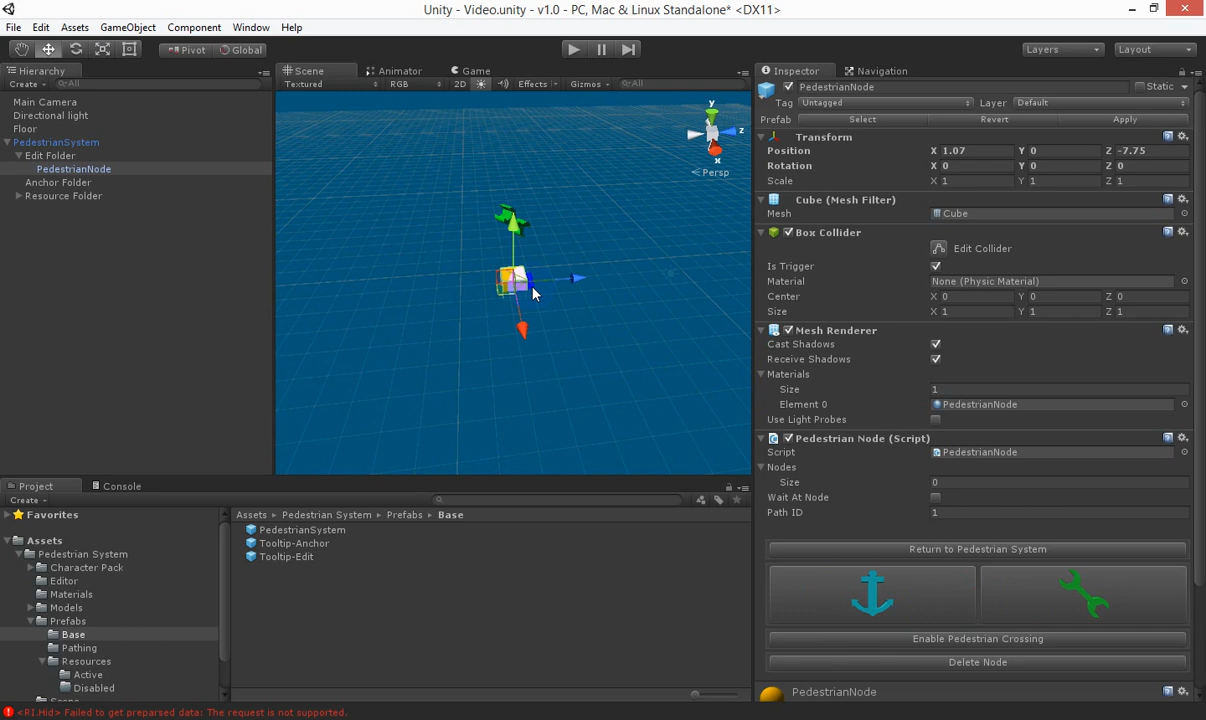 Unity - Video.unity - v1.0 - PC, Mac & Linux Standalone* <DX11>
File Edit Assets GameObject Component Window Help
Pivot Global Layers Layout
Hierarchy
Create All
Main Camera
Directional light
Floor
PedestrianSystem
Edit Folder
PedestrianNode
Anchor Folder
Resource Folder
Scene Animator Game
Textured RGB 2D Effects Gizmos All
y
z
x
Persp
Inspector Navigation
PedestrianNode Static
Tag Untagged Layer Default
Prefab Select Revert Apply
Transform
Position X 1.07 Y 0 Z -7.75
Rotation X 0 Y 0 Z 0
Scale X 1 Y 1 Z 1
Cube (Mesh Filter)
Mesh Cube
Box Collider
Edit Collider
Is Trigger
Material None (Physic Material)
Center X 0 Y 0 Z 0
Size X 1 Y 1 Z 1
Mesh Renderer
Cast Shadows
Receive Shadows
Materials
Size 1
Element 0 PedestrianNode
Use Light Probes
Pedestrian Node (Script)
Script PedestrianNode
Nodes
Size 0
Wait At Node
Path ID 1
Return to Pedestrian System
Enable Pedestrian Crossing
Delete Node
PedestrianNode
Project Console
Create
Favorites
Assets
Pedestrian System
Character Pack
Editor
Materials
Models
Prefabs
Base
Pathing
Resources
Active
Disabled
Assets Pedestrian System Prefabs Base
PedestrianSystem
Tooltip-Anchor
Tooltip-Edit
<RI.Hid> Failed to get preparsed data: The request is not supported.